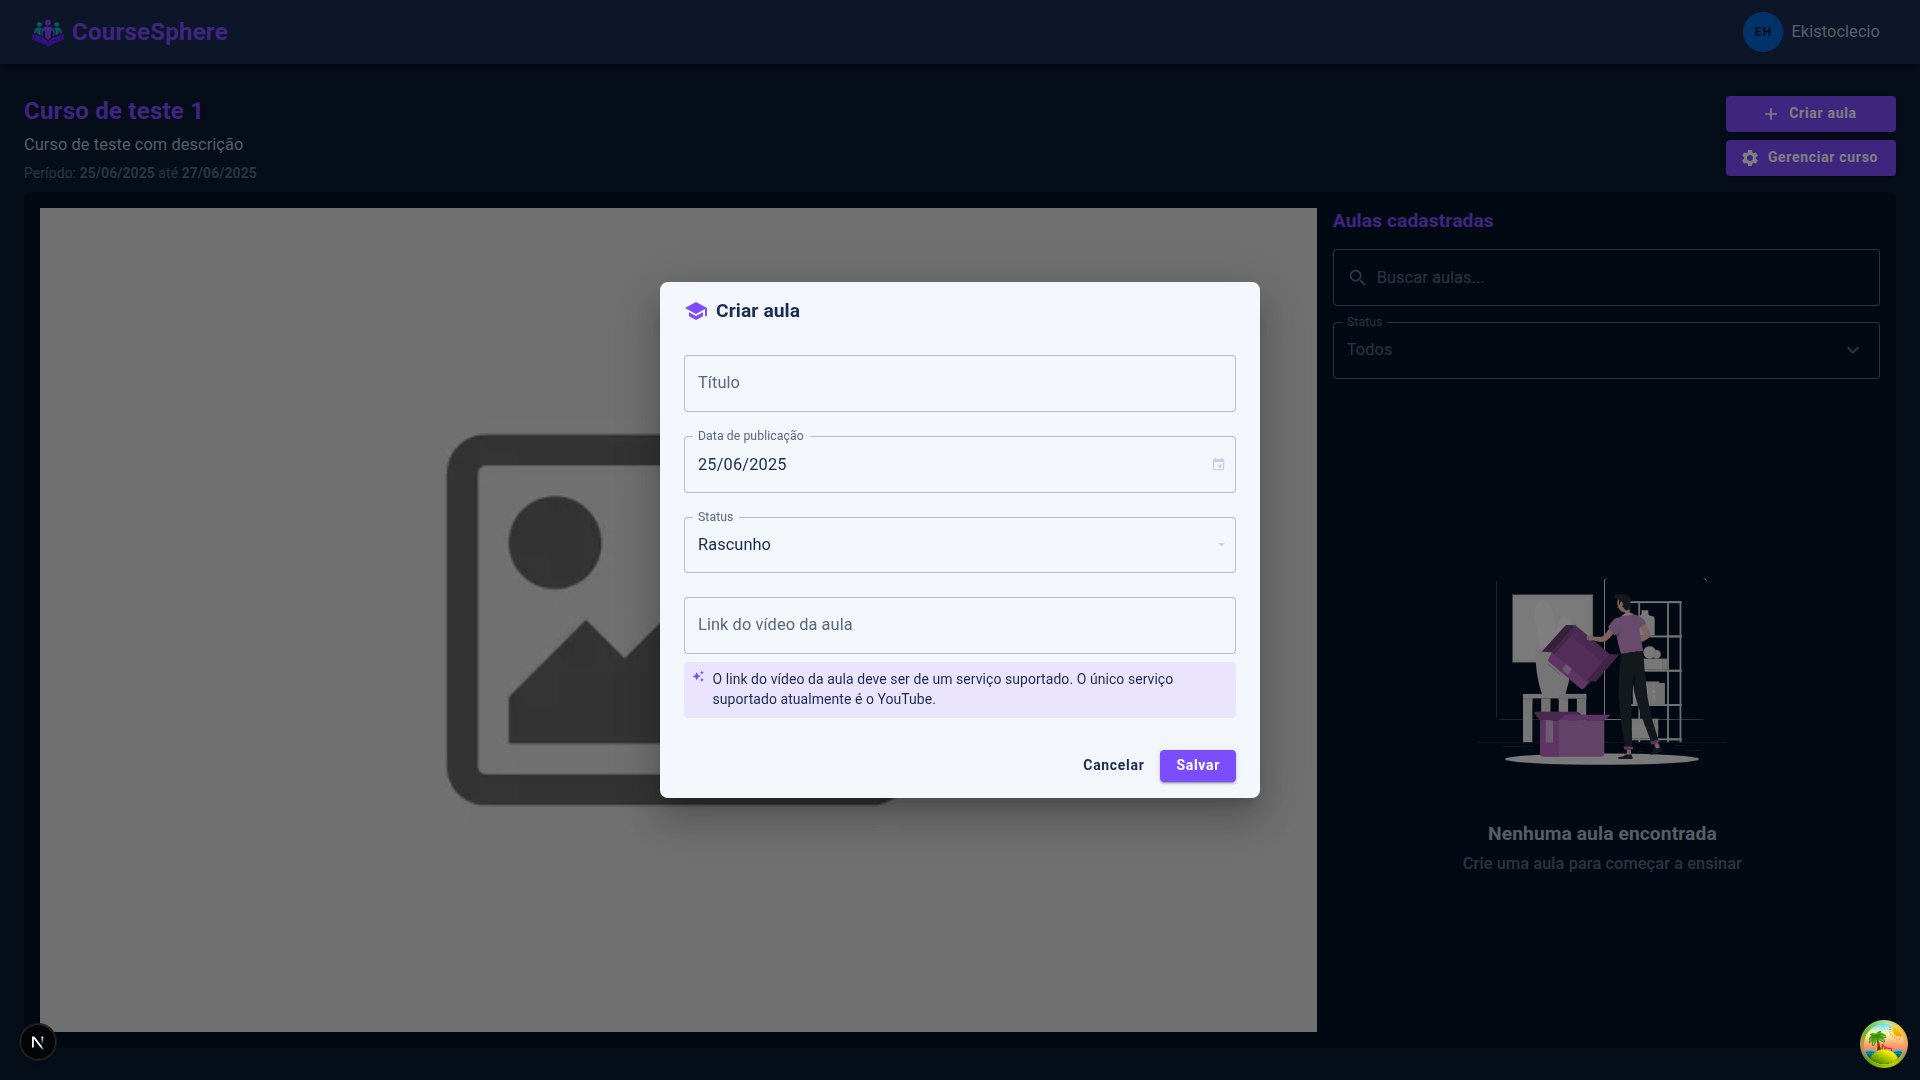 CourseSphere
EH
Ekistoclecio
Curso de teste 1
Curso de teste com descrição
Período: 25/06/2025 até 27/06/2025
Criar aula
Gerenciar curso
Aulas cadastradas
Buscar aulas...
Status
Todos
Nenhuma aula encontrada
Crie uma aula para começar a ensinar
Criar aula
Título
Data de publicação
25/06/2025
Status
Rascunho
Link do vídeo da aula
O link do vídeo da aula deve ser de um serviço suportado. O único serviço
suportado atualmente é o YouTube.
Cancelar
Salvar
N